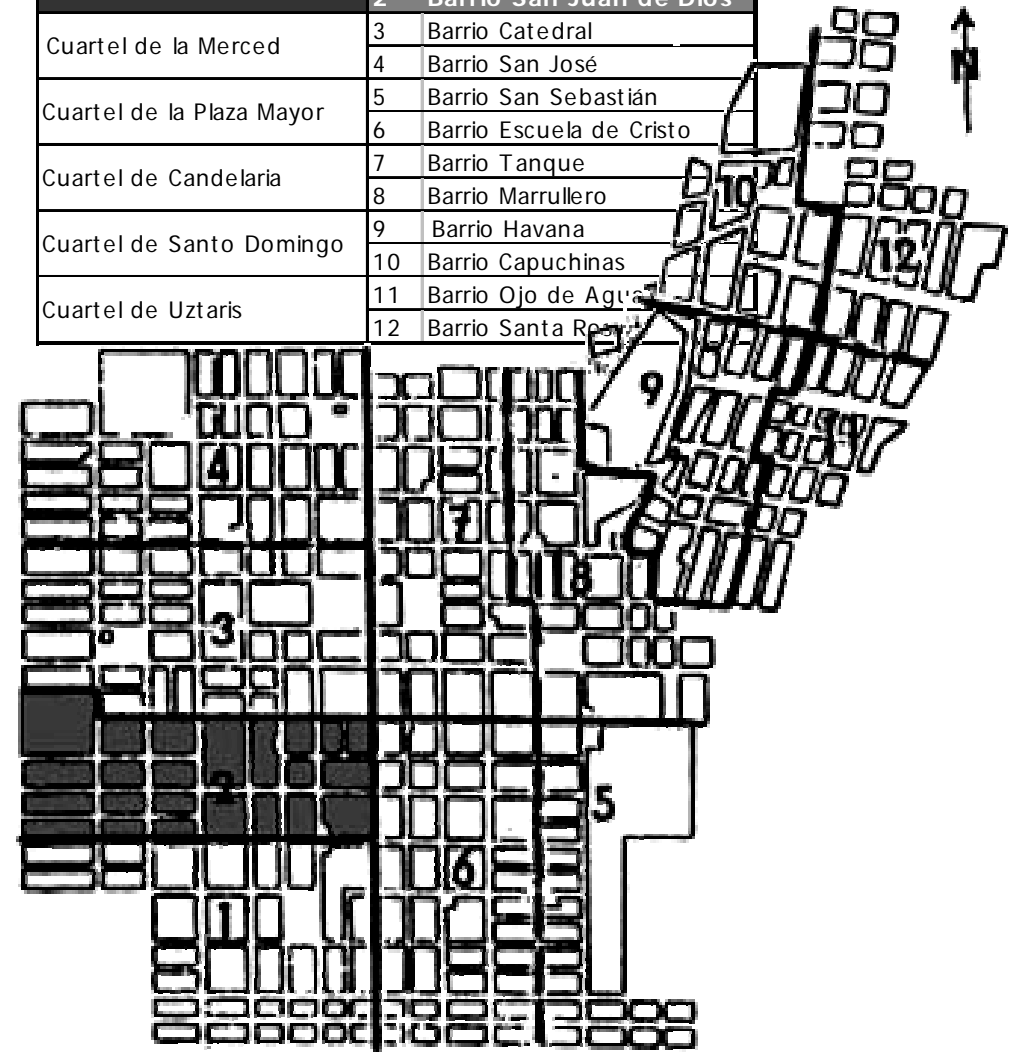 2 Barrio San Juan de Dios
Cuartel de la Merced
3 Barrio Catedral
4 Barrio San José
Cuartel de la Plaza Mayor
5 Barrio San Sebastián
6 Barrio Escuela de Cristo
Cuartel de Candelaria
7 Barrio Tanque
8 Barrio Marrullero
Cuartel de Santo Domingo
9 Barrio Havana
10 Barrio Capuchinas
Cuartel de Uztaris
11 Barrio Ojo de Agua
12 Barrio Santa
N
10
12
9
11
4
7
8
3
2
5
6
1